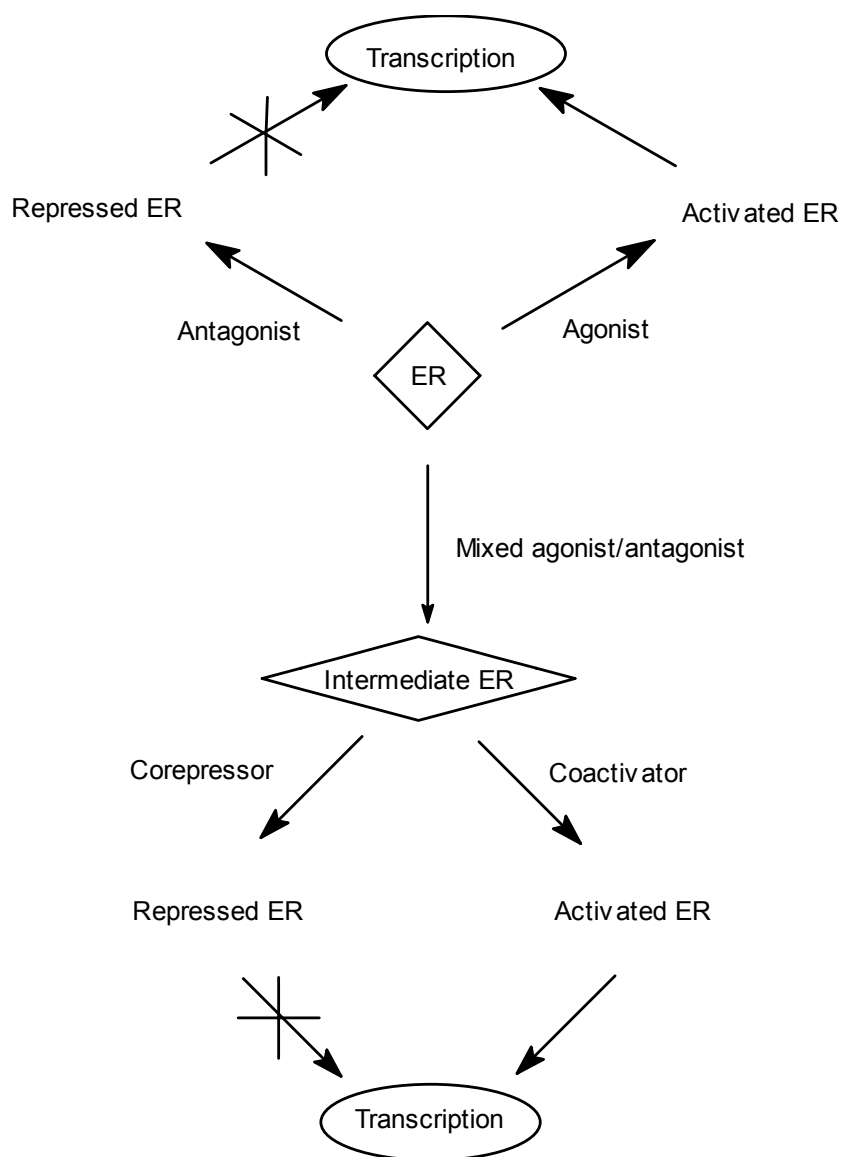 Transcription
Repressed ER
Activated ER
Antagonist
Agonist
ER
Mixed agonist/antagonist
Intermediate ER
Corepressor
Coactivator
Repressed ER
Activated ER
Transcription